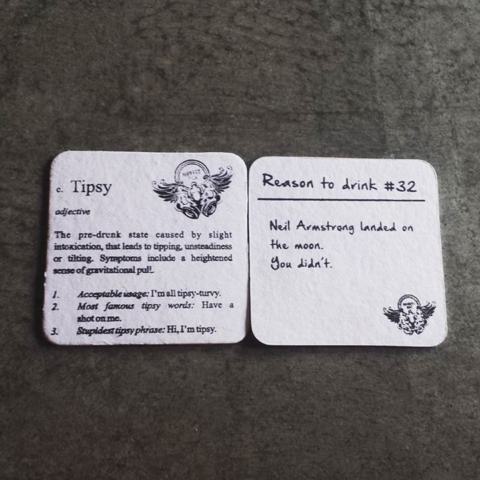 c. Tipsy
adjective
The pre-drunk state caused by slight
intoxication, that leads to tipping, unsteadiness
or tilting. Symptoms include a heightened
sense of gravitational pull.
1. Acceptable usage: I'm all tipsy-turvy.
2. Most famous tipsy words: Have a
shot on me.
3. Stupidest tipsy phrase: Hi, I'm tipsy.
Reason to drink #32
Neil Armstrong landed on
the moon.
You didn't.